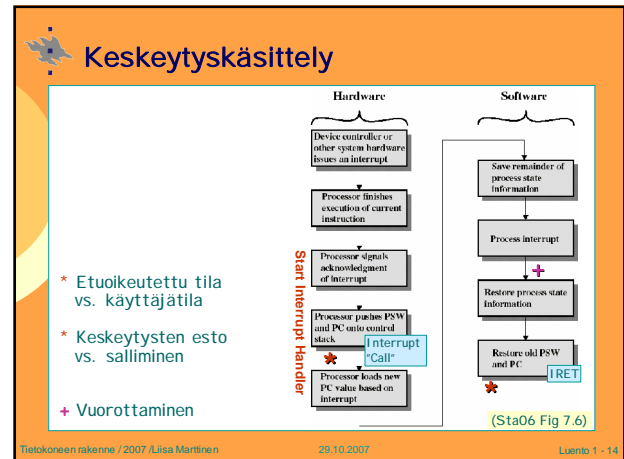 Keskeytyskäsittely
Hardware
Device controller or
other system hardware
issues an interrupt
Processor finishes
execution of current
instruction
Processor signals
acknowledgment
of interrupt
Processor pushes PSW
and PC onto control
stack
Interrupt
"Call"
*
Processor loads new
PC value based on
interrupt
Start Interrupt Handler
Software
Save remainder of
process state
information
Process interrupt
+
Restore process state
information
Restore old PSW
and PC
IRET
*
* Etuoikeutettu tila
vs. käyttäjätila
* Keskeytysten esto
vs. salliminen
+ Vuorottaminen
(Sta06 Fig 7.6)
Tietokoneen rakenne / 2007 /Liisa Marttinen
29.10.2007
Luento 1 - 14